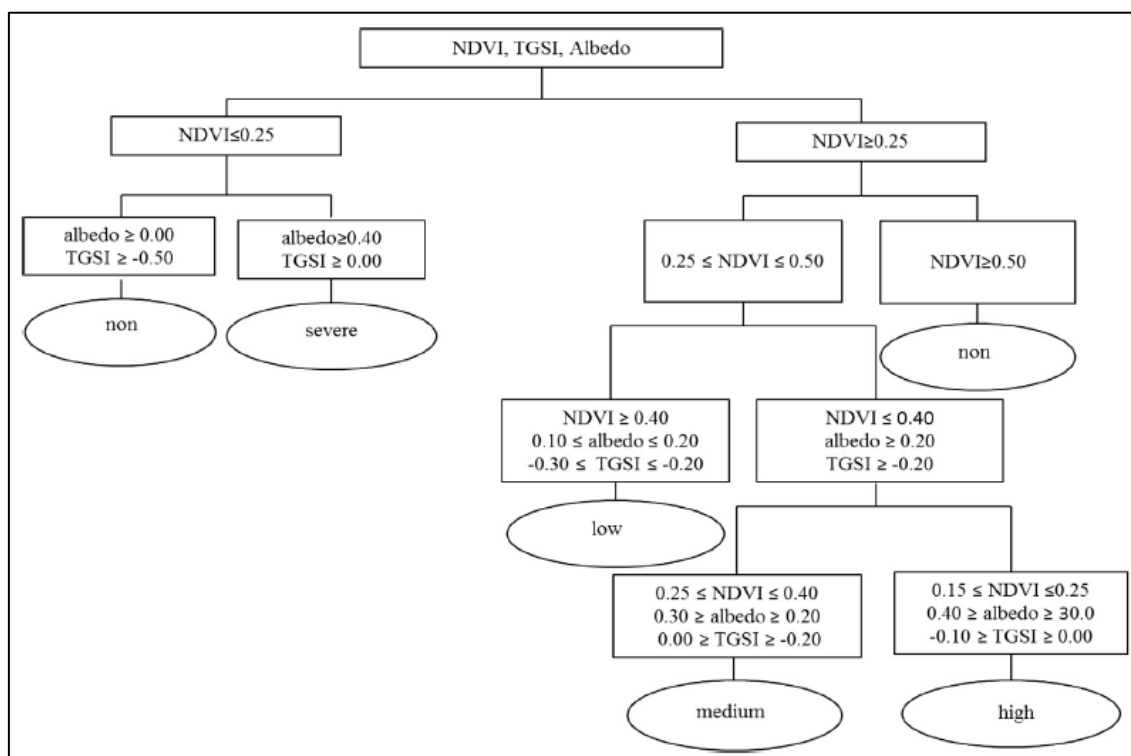 NDVI, TGSI, Albedo
NDVI≤0.25
NDVI≥0.25
albedo ≥ 0.00
TGSI ≥ -0.50
albedo≥0.40
TGSI ≥ 0.00
0.25 ≤ NDVI ≤ 0.50
NDVI≥0.50
non
severe
non
NDVI ≥ 0.40
0.10 ≤ albedo ≤ 0.20
-0.30 ≤ TGSI ≤ -0.20
NDVI ≤ 0.40
albedo ≥ 0.20
TGSI ≥ -0.20
low
0.25 ≤ NDVI ≤ 0.40
0.30 ≥ albedo ≥ 0.20
0.00 ≥ TGSI ≥ -0.20
0.15 ≤ NDVI ≤0.25
0.40 ≥ albedo ≥ 30.0
-0.10 ≥ TGSI ≥ 0.00
medium
high